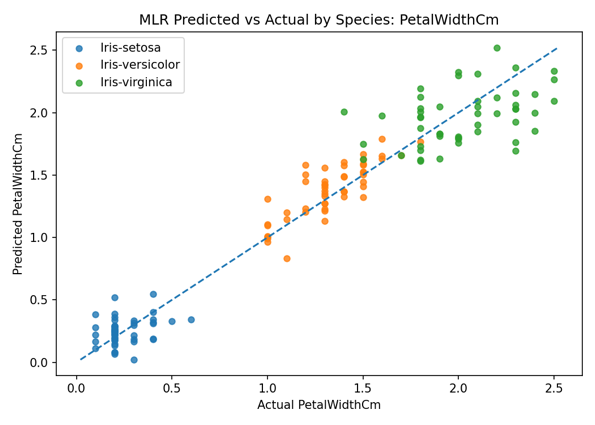 MLR Predicted vs Actual by Species: PetalWidthCm
Iris-setosa
Iris-versicolor
Iris-virginica
Predicted PetalWidthCm
2.5
2.0
1.5
1.0
0.5
0.0
0.0 0.5 1.0 1.5 2.0 2.5
Actual PetalWidthCm